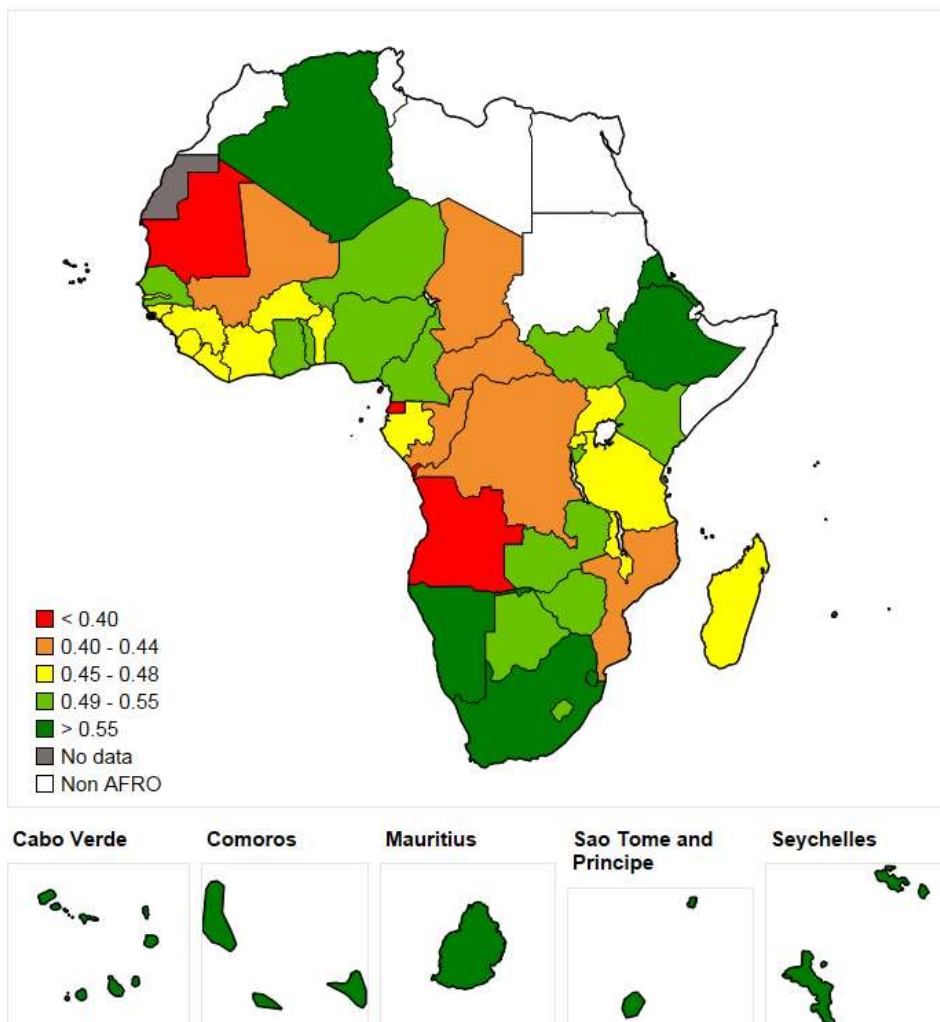 < 0.40
0.40 - 0.44
0.45 - 0.48
0.49 - 0.55
> 0.55
No data
Non AFRO
Cabo Verde
Comoros
Mauritius
Sao Tome and
Principe
Seychelles